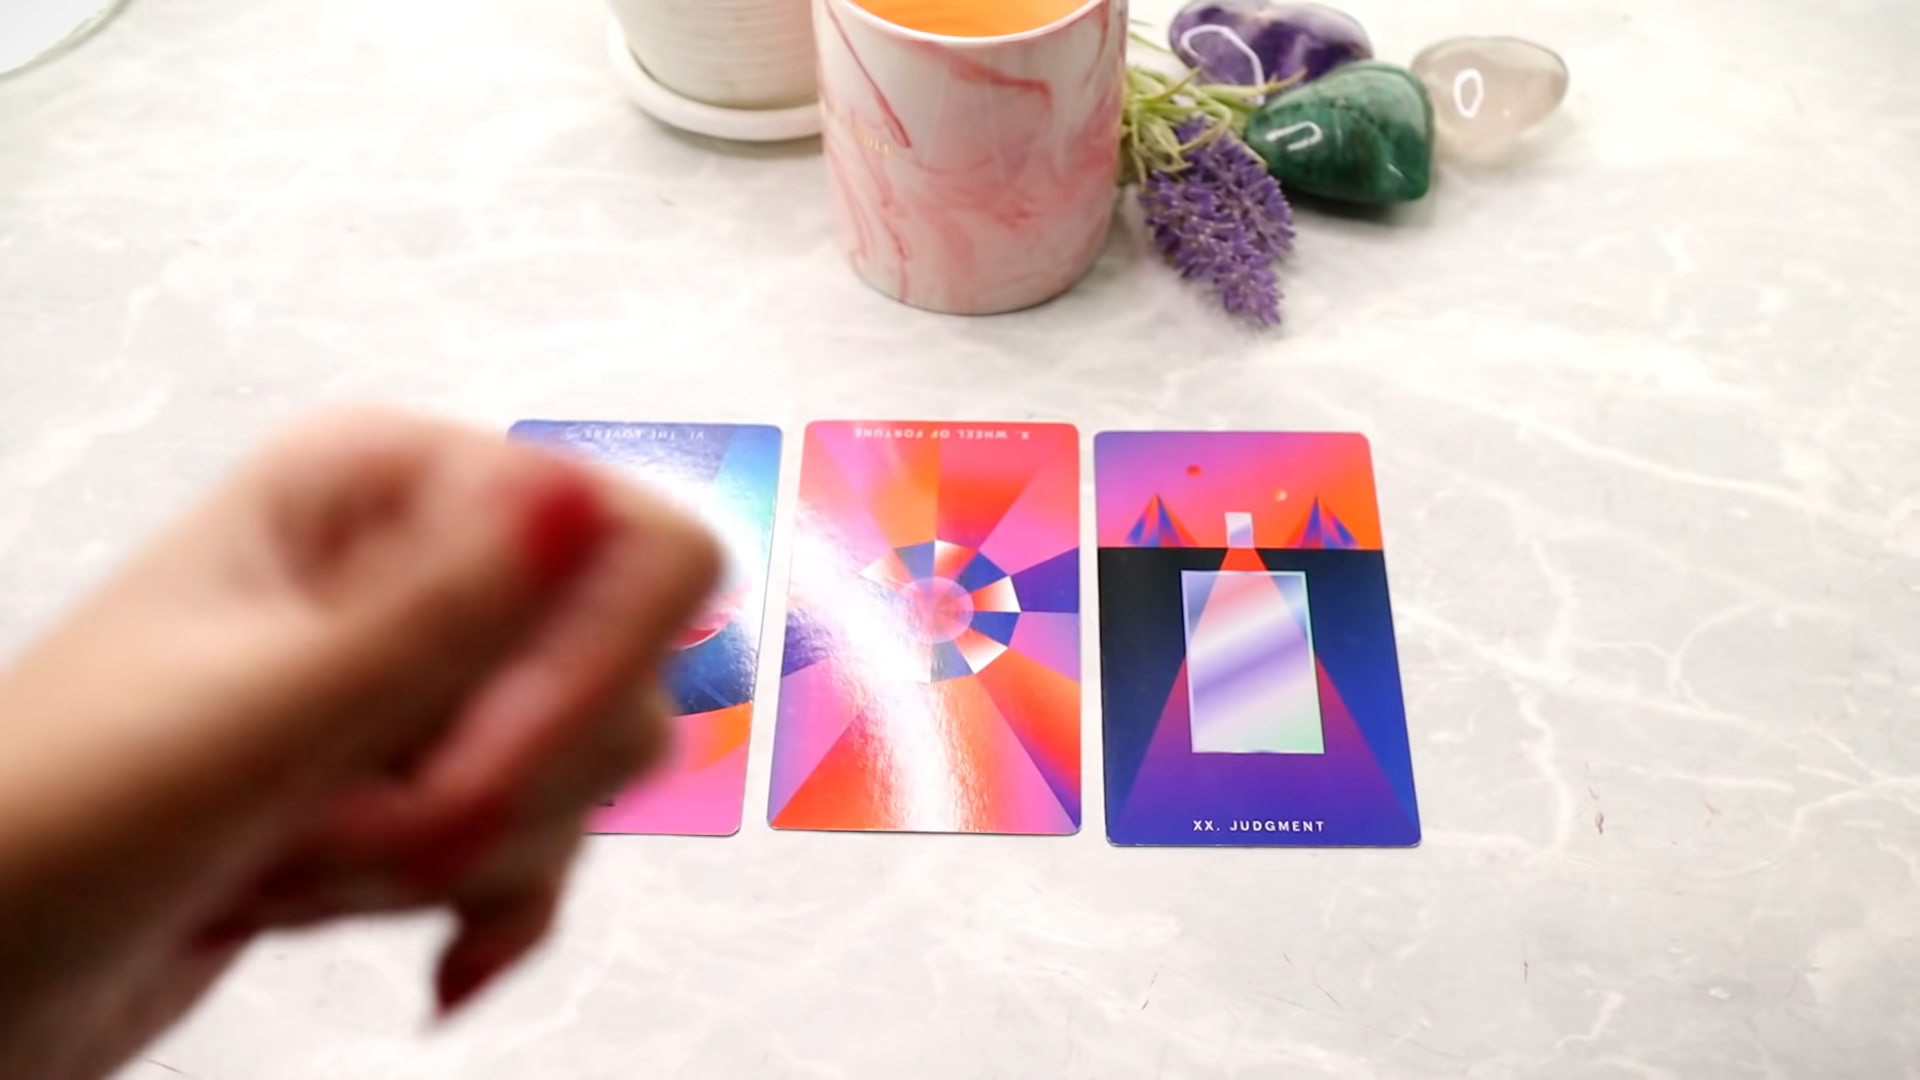 VI. THE LOVERS
X. WHEEL OF FORTUNE
XX. JUDGMENT